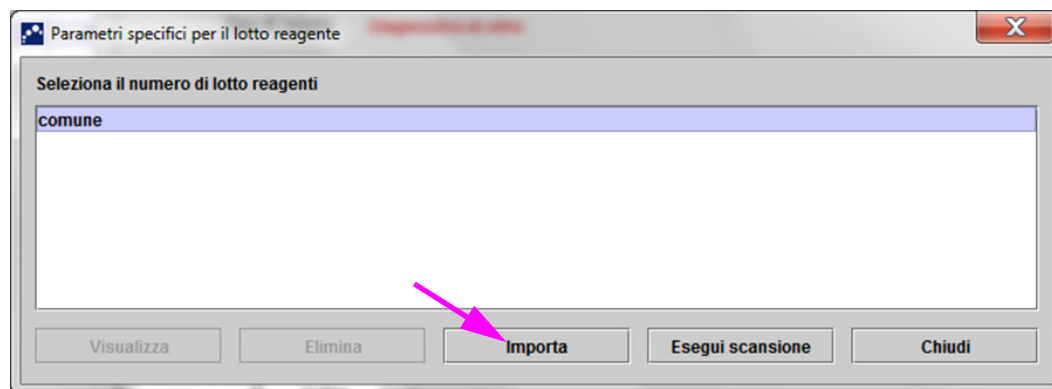 Parametri specifici per il lotto reagente
Seleziona il numero di lotto reagenti
comune
Visualizza Elimina Importa Esegui scansione Chiudi